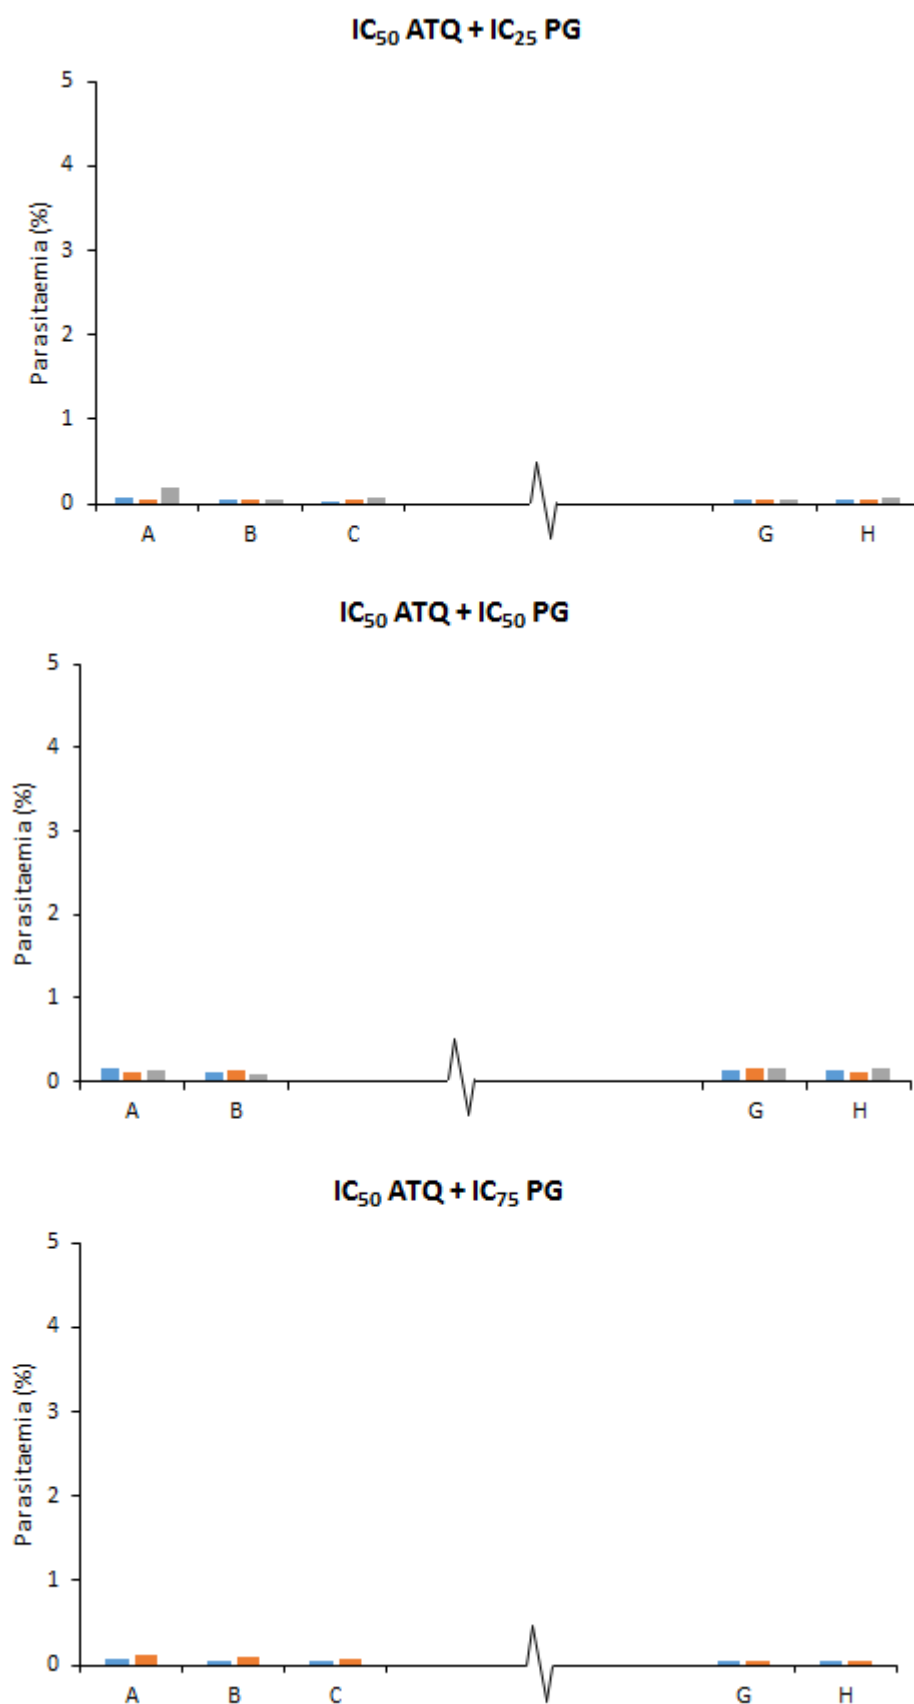 IC50 ATQ + IC25 PG
5
4
3
2
1
0
Parasitaemia (%)
A B C G H
IC50 ATQ + IC50 PG
5
4
3
2
1
0
Parasitaemia (%)
A B G H
IC50 ATQ + IC75 PG
5
4
3
2
1
0
Parasitaemia (%)
A B C G H